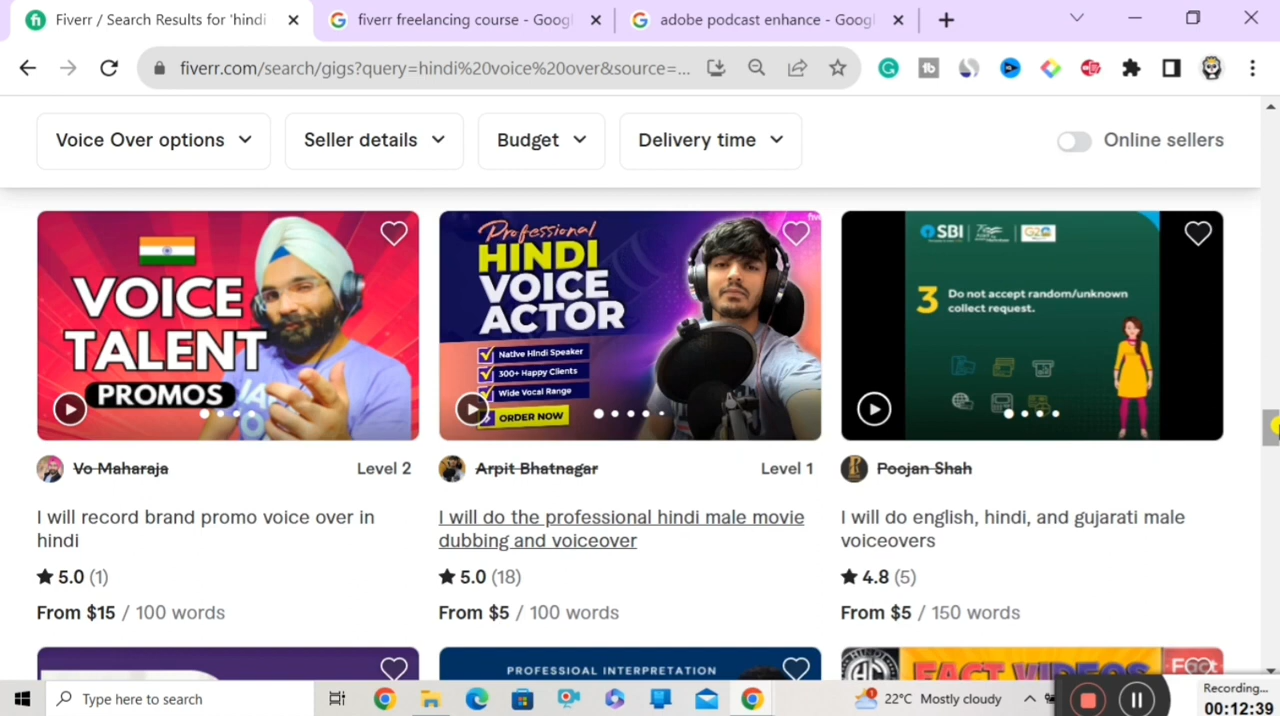 Fiverr / Search Results for 'hindi
fiverr freelancing course - Googl
adobe podcast enhance - Googl
fiverr.com/search/gigs?query=hindi%20voice%20over&source=...
Voice Over options
Seller details
Budget
Delivery time
Online sellers
VOICE
TALENT
PROMOS
Professional
HINDI
VOICE
ACTOR
Native Hindi Speaker
300+ Happy Clients
Wide Vocal Range
ORDER NOW
SBI
G20
3 Do not accept random/unknown
collect request.
Vo Maharaja
Level 2
Arpit Bhatnagar
Level 1
Poojan Shah
I will record brand promo voice over in
hindi
I will do the professional hindi male movie
dubbing and voiceover
I will do english, hindi, and gujarati male
voiceovers
5.0 (1)
5.0 (18)
4.8 (5)
From $15 / 100 words
From $5 / 100 words
From $5 / 150 words
PROFESSIOAL INTERPRETATION
FACT VIDEOS
Type here to search
22°C Mostly cloudy
Recording...
00:12:39